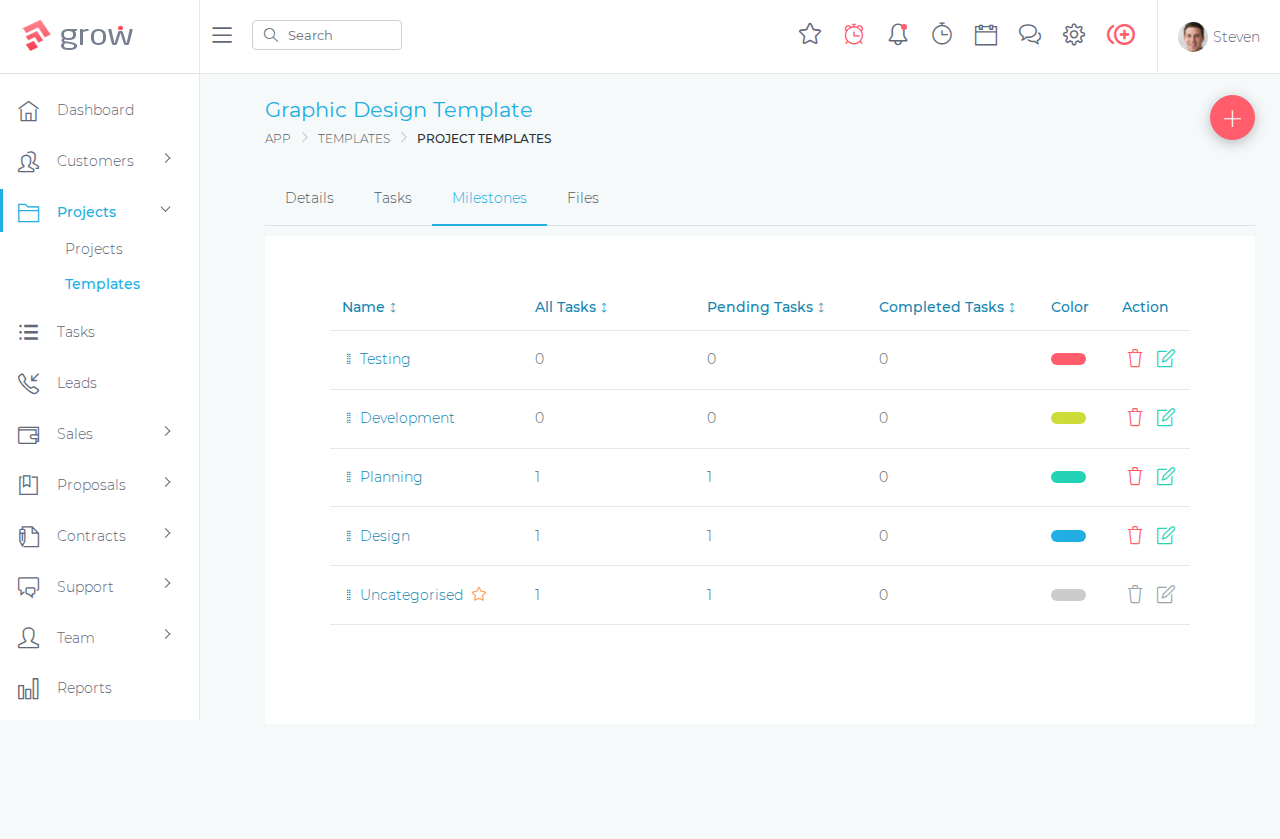 grow
Search
Steven
Dashboard
Customers
Projects
Projects
Templates
Tasks
Leads
Sales
Proposals
Contracts
Support
Team
Reports
Graphic Design Template
APP > TEMPLATES > PROJECT TEMPLATES
Details Tasks Milestones Files
Name All Tasks Pending Tasks Completed Tasks Color Action
Testing 0 0 0
Development 0 0 0
Planning 1 1 0
Design 1 1 0
Uncategorised 1 1 0